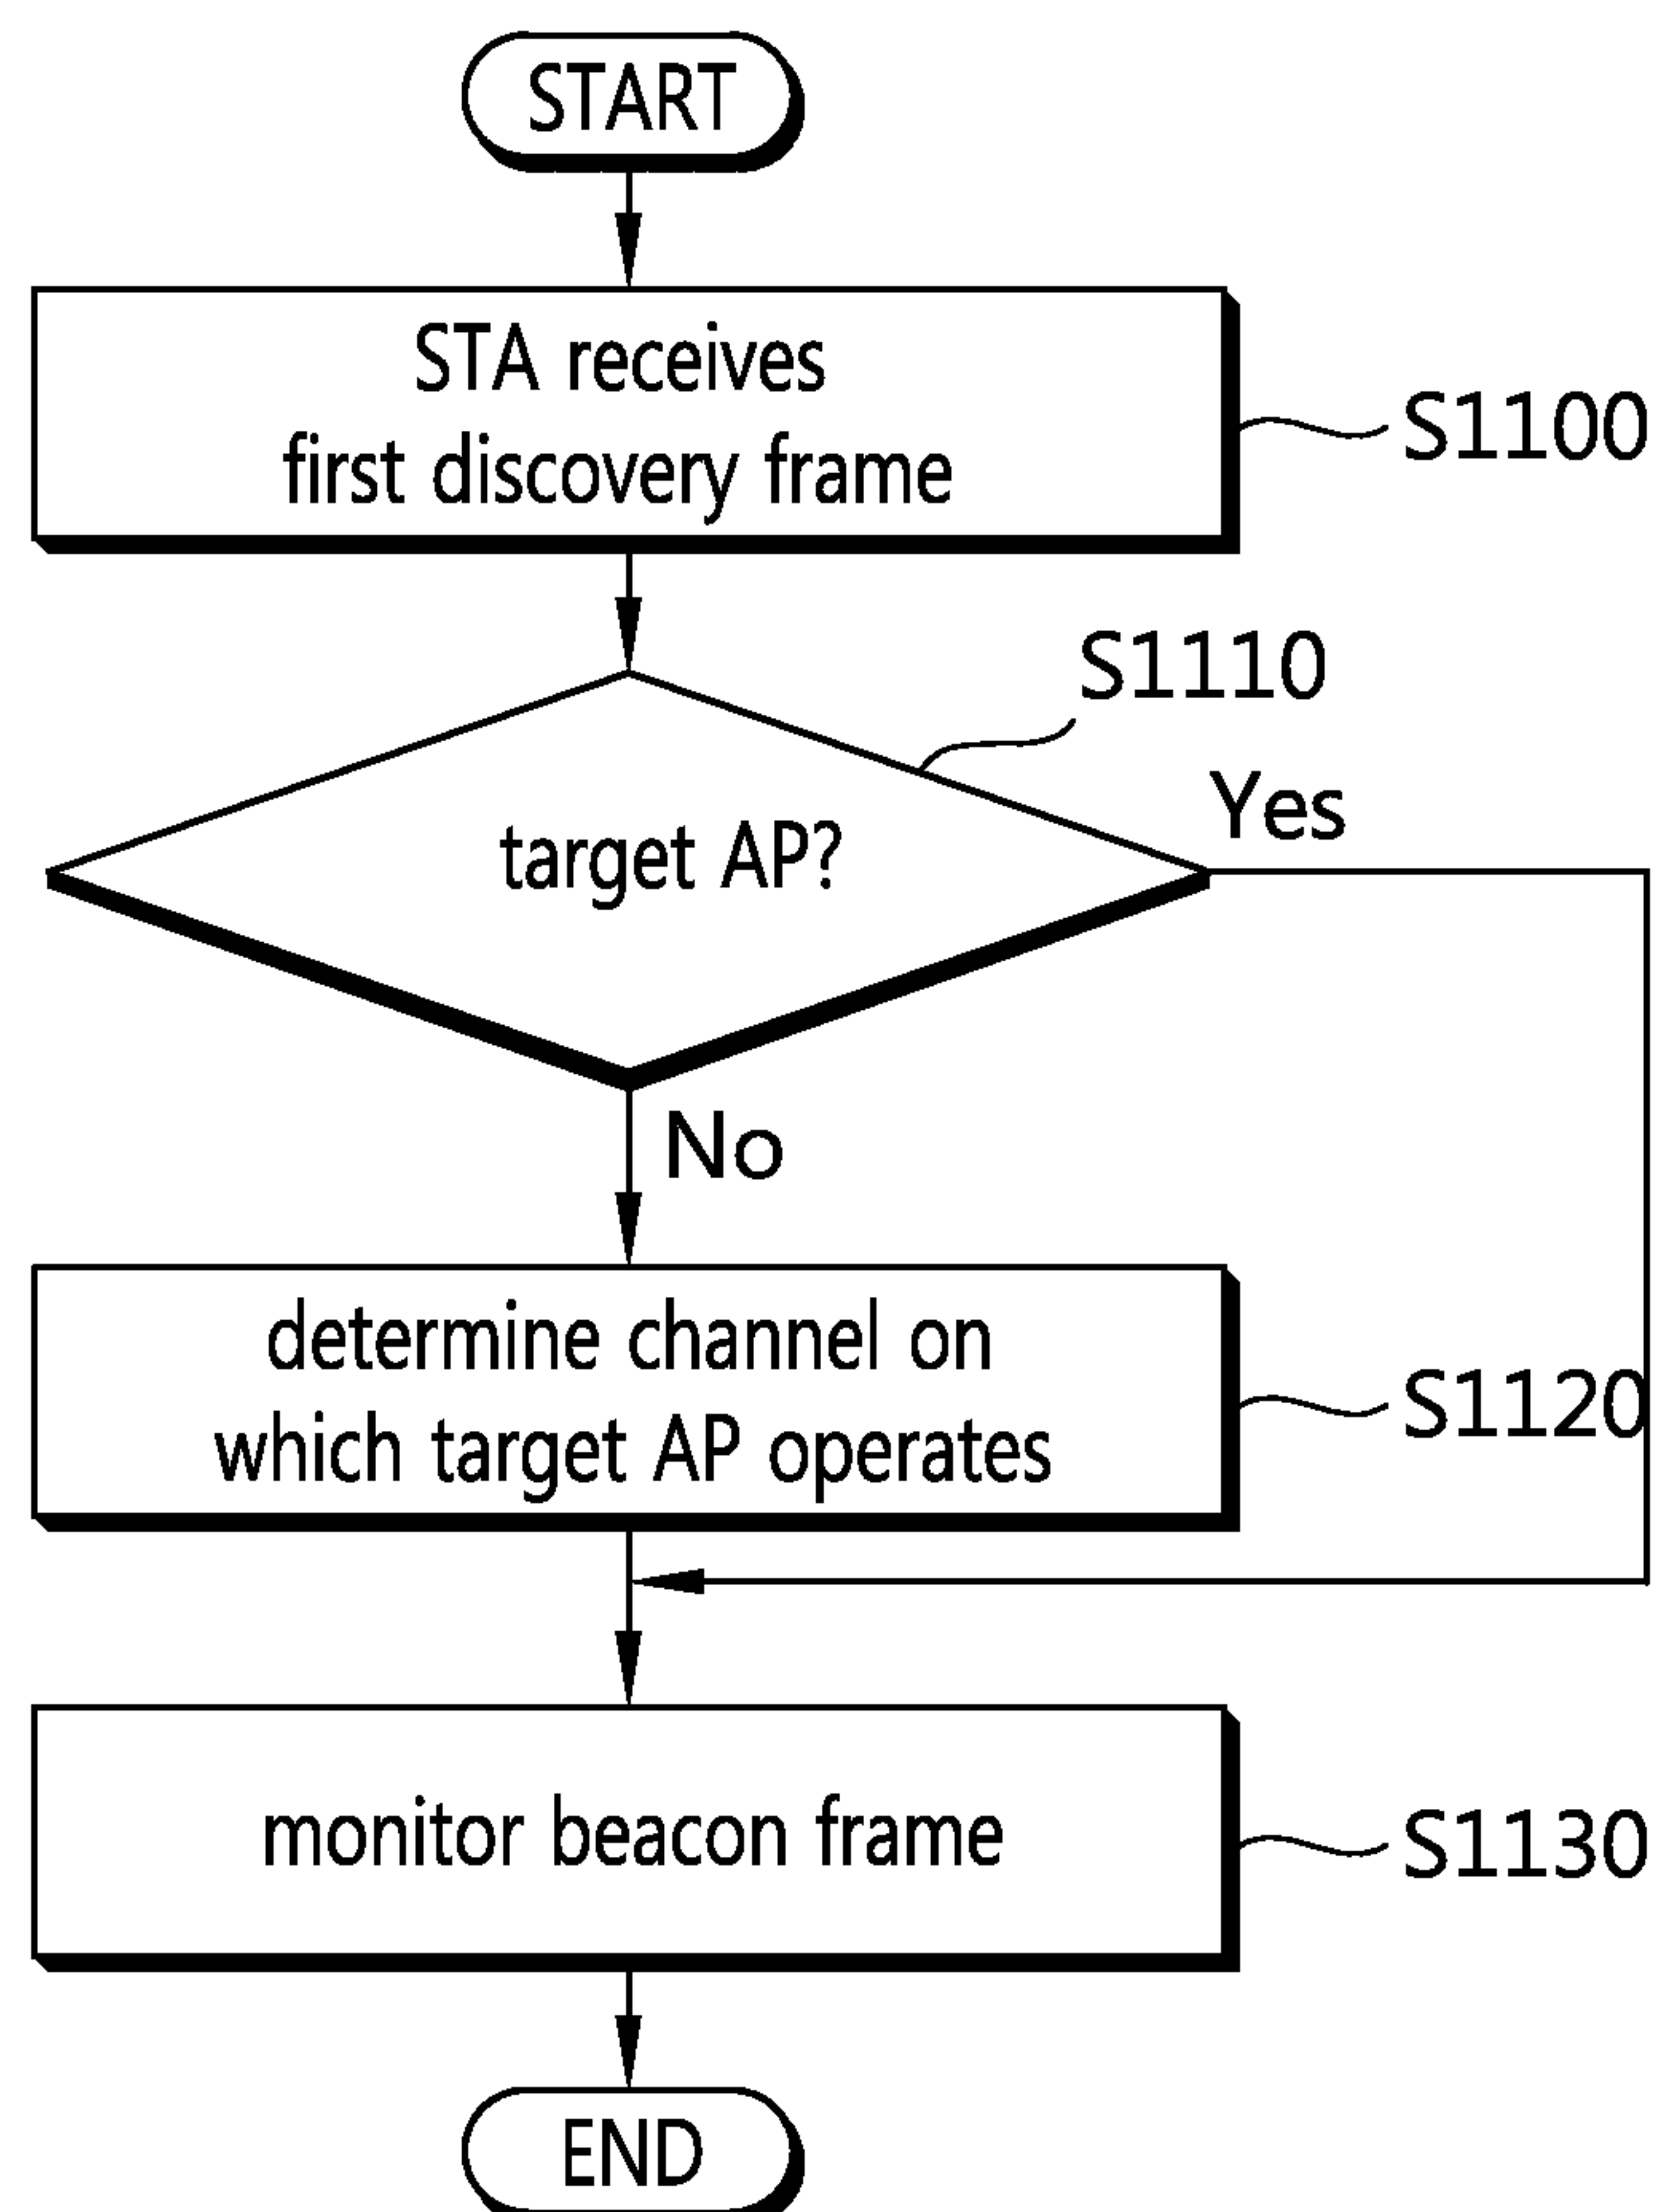 START
STA receives
first discovery frame
S1100
S1110
target AP?
Yes
No
determine channel on
which target AP operates
S1120
monitor beacon frame
S1130
END